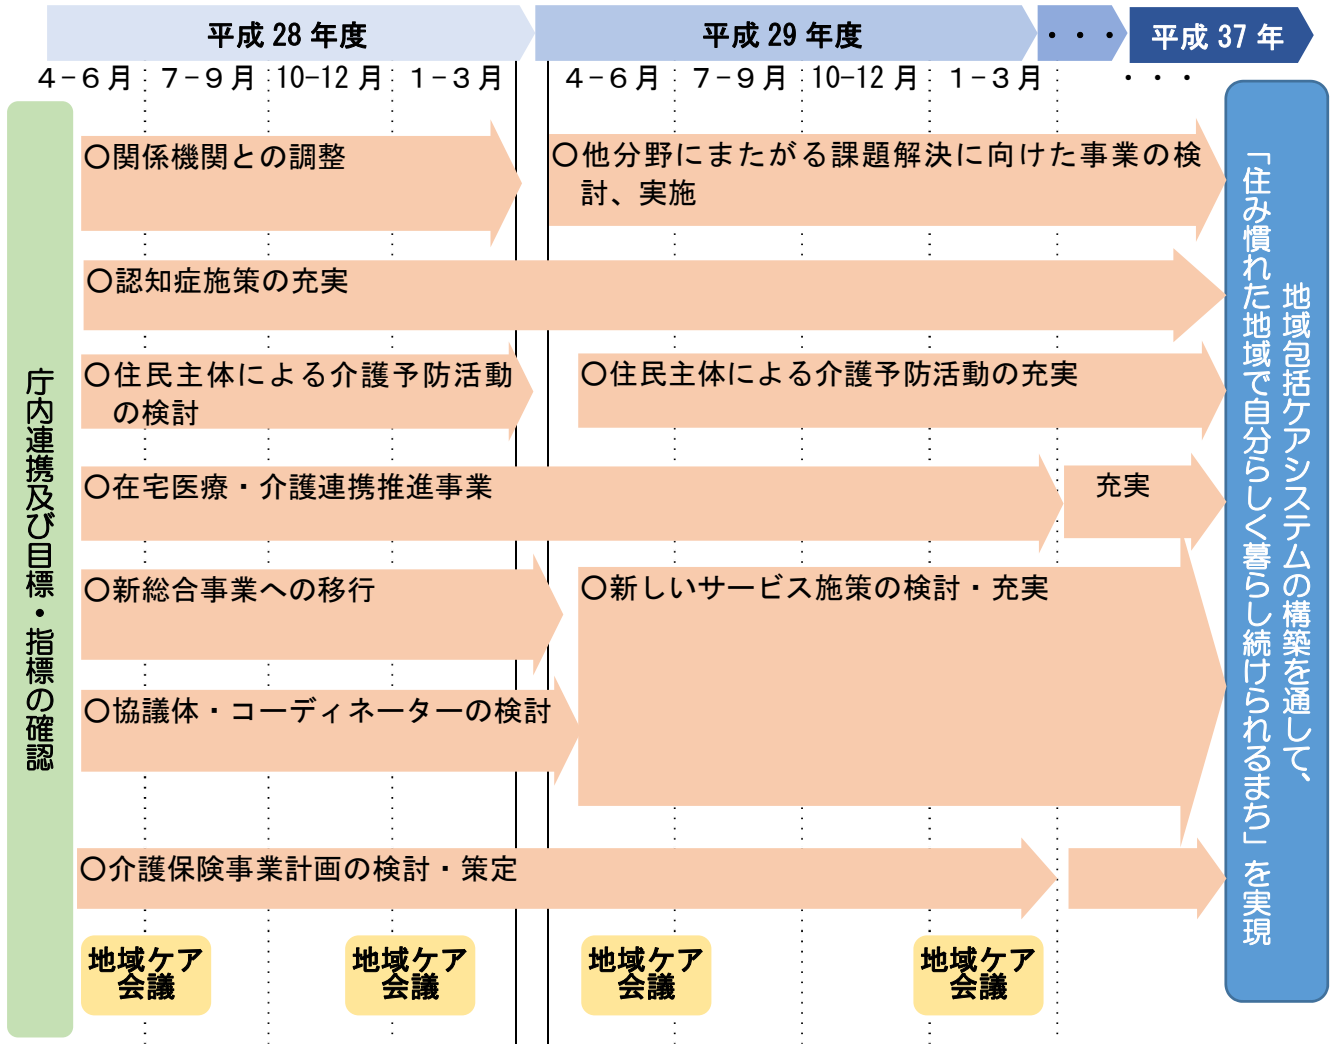 平成 28 年度
平成 29 年度
・・・
平成 37 年
４－６月
７－９月
10−12 月
１－３月
４－６月
７－９月
10−12 月
１－３月
・・・
庁内連携及び目標・指標の確認
〇関係機関との調整
〇他分野にまたがる課題解決に向けた事業の検
討、実施
〇認知症施策の充実
〇住民主体による介護予防活動
の検討
〇住民主体による介護予防活動の充実
〇在宅医療・介護連携推進事業
充実
〇新総合事業への移行
〇新しいサービス施策の検討・充実
〇協議体・コーディネーターの検討
〇介護保険事業計画の検討・策定
地域ケア
会議
地域ケア
会議
地域ケア
会議
地域ケア
会議
地域包括ケアシステムの構築を通して、
「住み慣れた地域で自分らしく暮らし続けられるまち」を実現